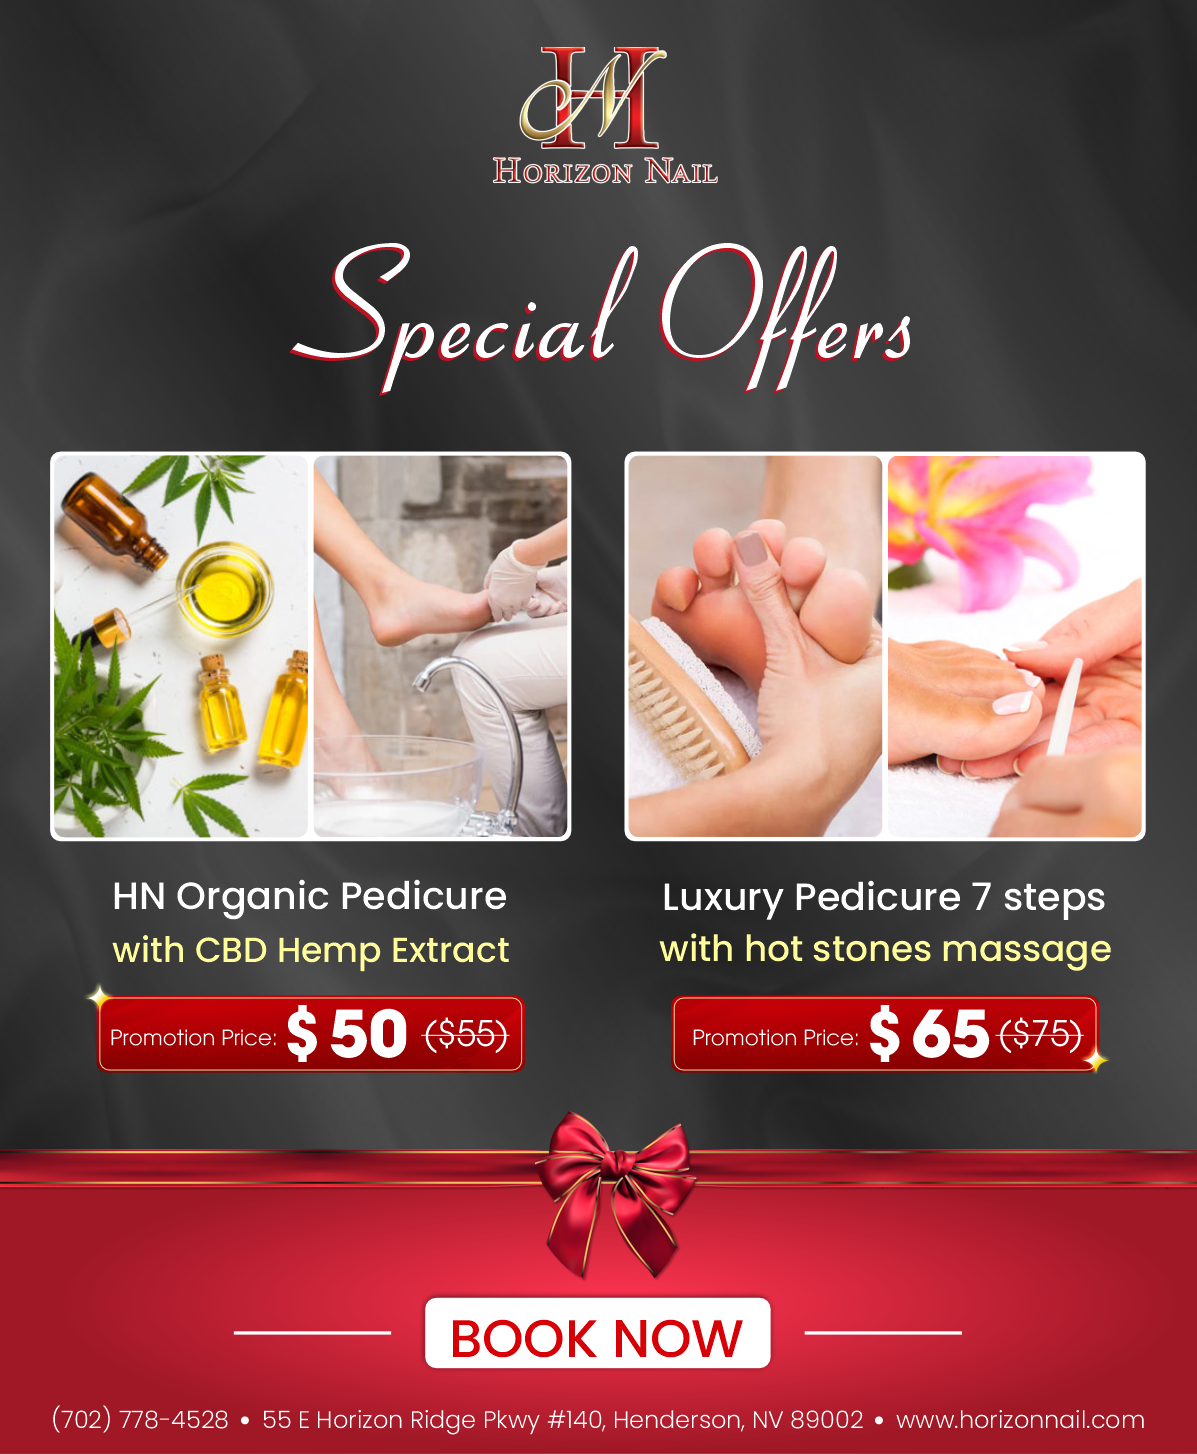 HN
HORIZON NAIL
Special Offers
HN Organic Pedicure
with CBD Hemp Extract
Promotion Price: $ 50 ($55)
Luxury Pedicure 7 steps
with hot stones massage
Promotion Price: $ 65 ($75)
BOOK NOW
(702) 778-4528 • 55 E Horizon Ridge Pkwy #140, Henderson, NV 89002 • www.horizonnail.com